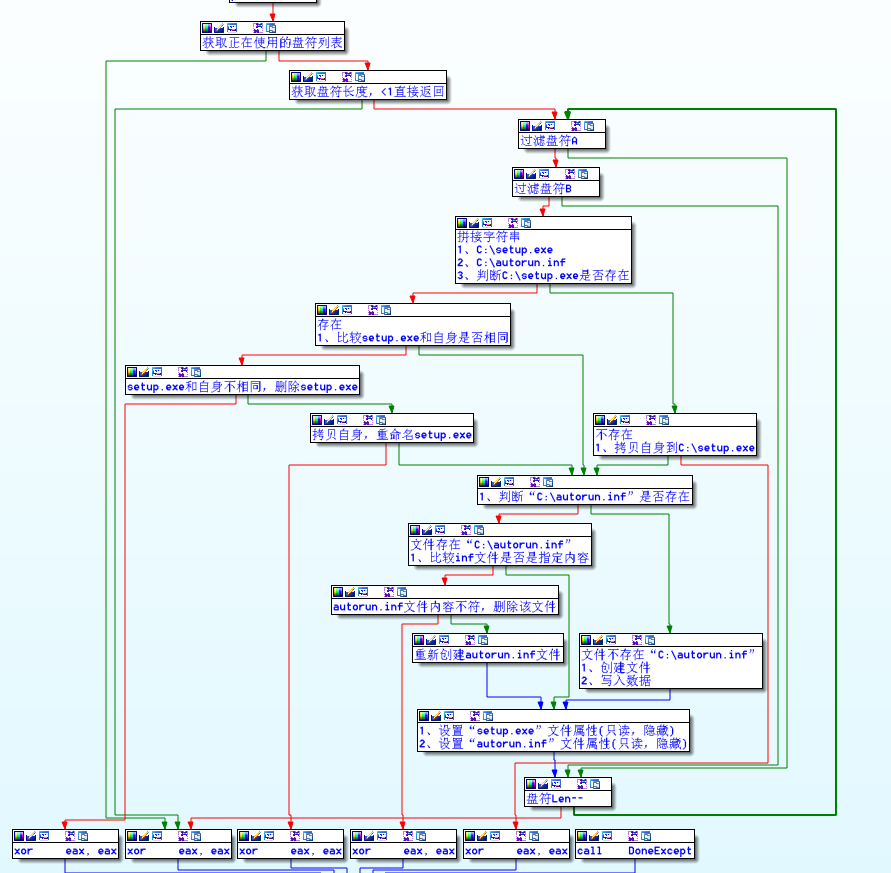 获取正在使用的盘符列表
获取盘符长度，<1直接返回
过滤盘符A
过滤盘符B
拼接字符串
1、C:\setup.exe
2、C:\autorun.inf
3、判断C:\setup.exe是否存在
存在
1、比较setup.exe和自身是否相同
setup.exe和自身不相同，删除setup.exe
拷贝自身，重命名setup.exe
不存在
1、拷贝自身到C:\setup.exe
1、判断“C:\autorun.inf”是否存在
文件存在“C:\autorun.inf”
1、比较inf文件是否是指定内容
autorun.inf文件内容不符，删除该文件
重新创建autorun.inf文件
文件不存在“C:\autorun.inf”
1、创建文件
2、写入数据
1、设置“setup.exe”文件属性(只读，隐藏)
2、设置“autorun.inf”文件属性(只读，隐藏)
盘符Len--
xor eax, eax
xor eax, eax
xor eax, eax
xor eax, eax
xor eax, eax
call DoneExcept